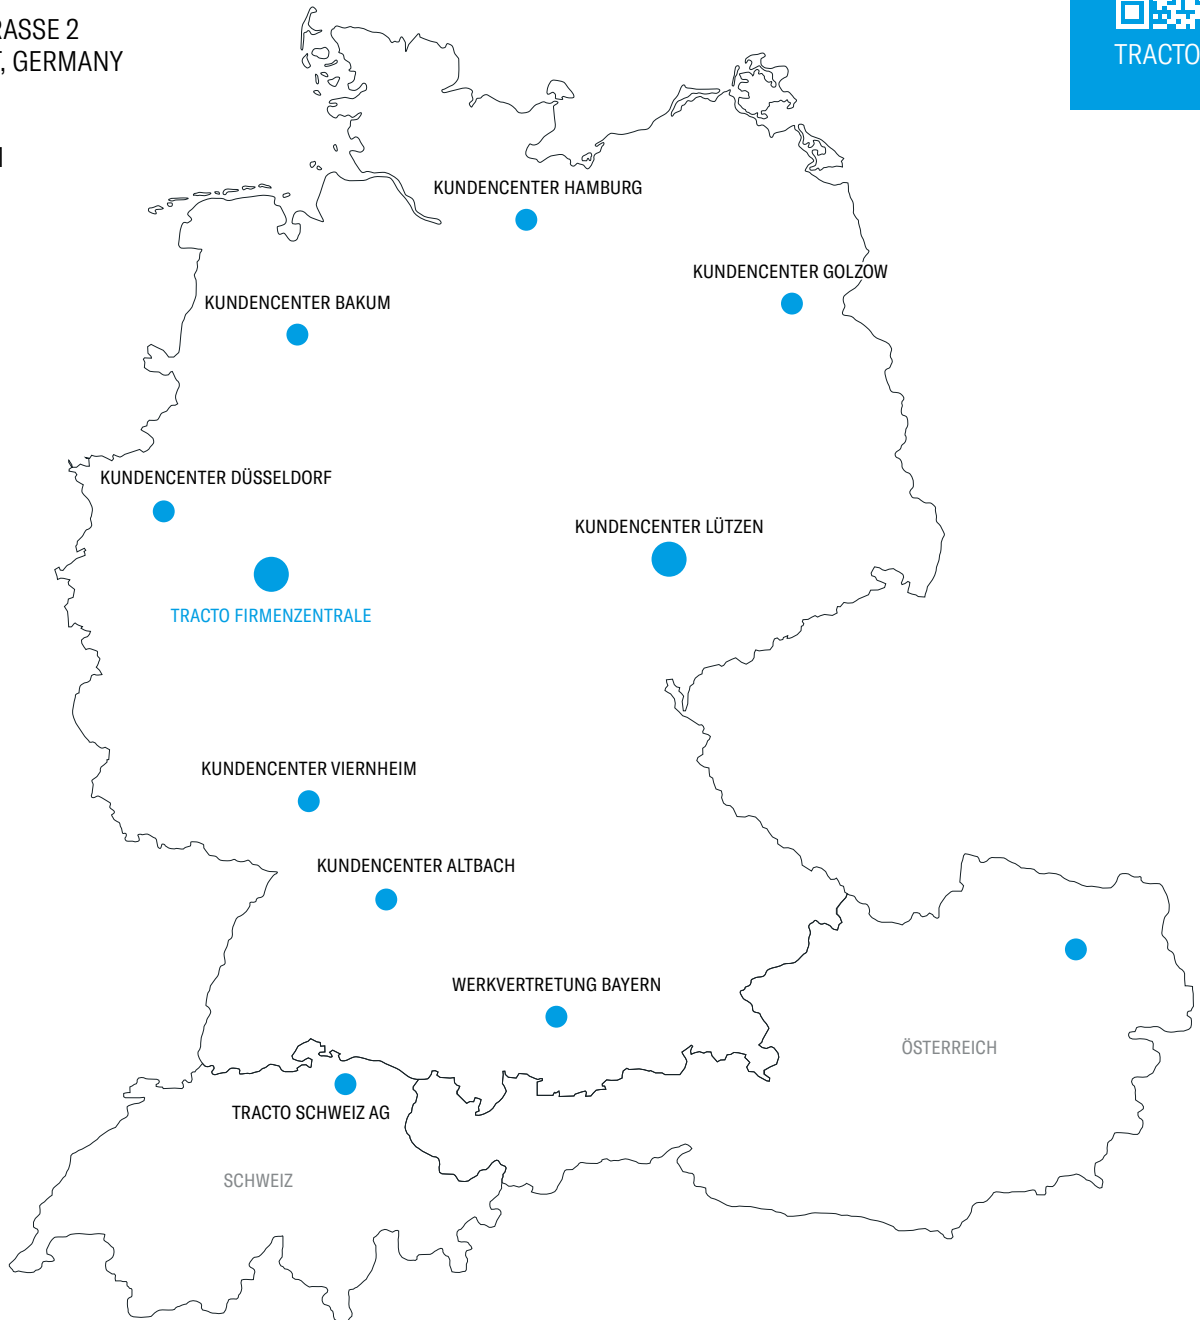 RASSE 2
, GERMANY
TRACTO
KUNDENCENTER HAMBURG
KUNDENCENTER GOLZOW
KUNDENCENTER BAKUM
KUNDENCENTER DÜSSELDORF
KUNDENCENTER LÜTZEN
TRACTO FIRMENZENTRALE
KUNDENCENTER VIERNHEIM
KUNDENCENTER ALTBACH
WERKVERTRETUNG BAYERN
ÖSTERREICH
TRACTO SCHWEIZ AG
SCHWEIZ